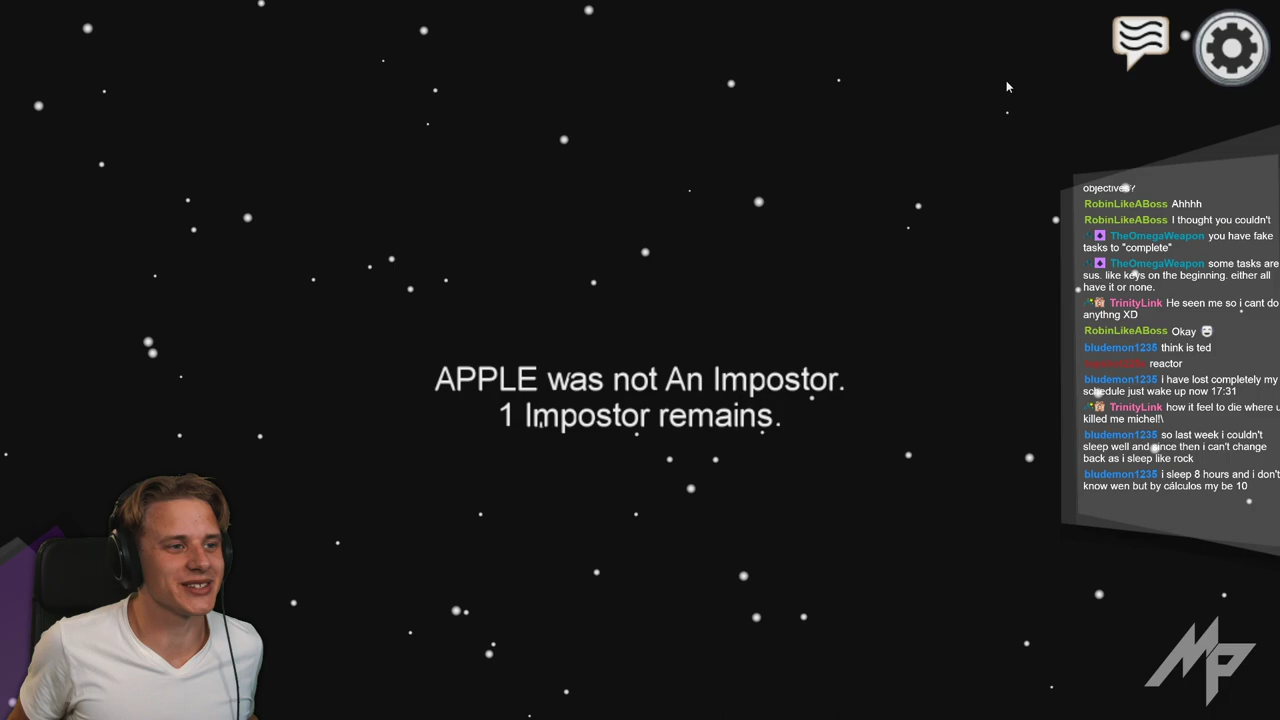 objectives?
RobinLikeABoss Ahhhh
RobinLikeABoss I thought you couldn't
TheOmegaWeapon you have fake
tasks to "complete"
TheOmegaWeapon some tasks are
sus. like keys on the beginning. either all
have it or none.
TrinityLink He seen me so i cant do
anythng XD
RobinLikeABoss Okay
bludemon1235 think is ted
reactor
bludemon1235 i have lost completely my
schedule just wake up now 17:31
TrinityLink how it feel to die where u
killed me michel!\
bludemon1235 so last week i couldn't
sleep well and since then i can't change
back as i sleep like rock
bludemon1235 i sleep 8 hours and i don't
know wen but by cálculos my be 10
APPLE was not An Impostor.
1 Impostor remains.
MP